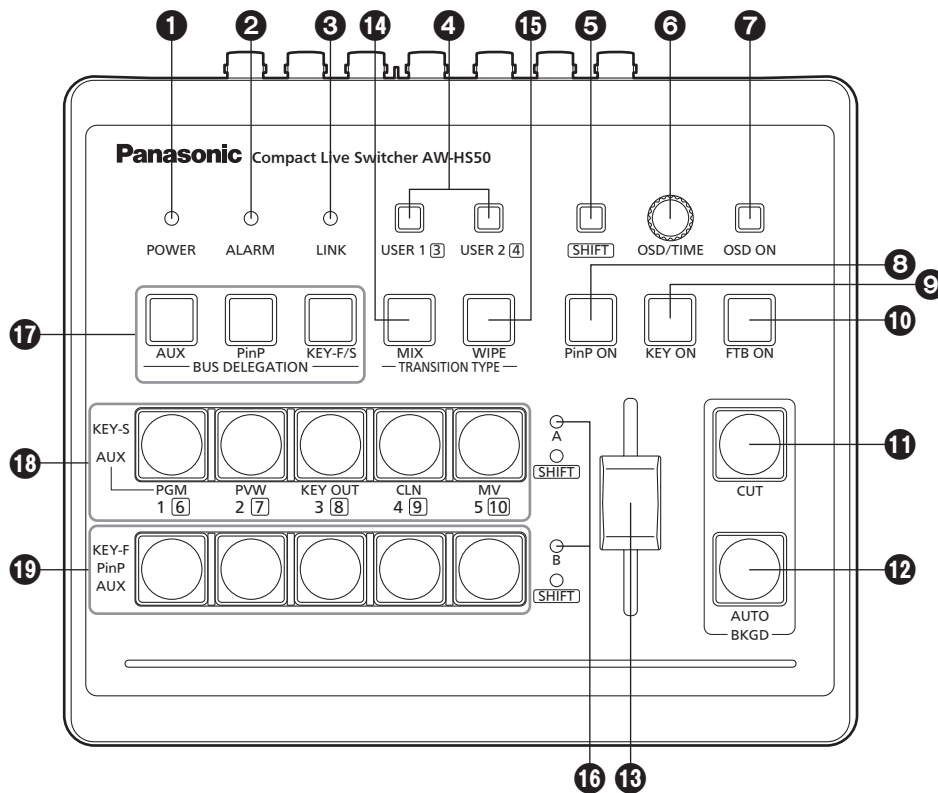 1 2 3 14 4 15 5 6 7
Panasonic Compact Live Switcher AW-HS50
POWER ALARM LINK USER 1 3 USER 2 4 SHIFT OSD/TIME OSD ON
8
9
17 10
AUX PinP KEY-F/S MIX WIPE PinP ON KEY ON FTB ON
BUS DELEGATION TRANSITION TYPE
KEY-S A
18 11
AUX SHIFT
PGM PVW KEY OUT CLN MV CUT
1 6 2 7 3 8 4 9 5 10
KEY-F B
19 PinP 12
AUX SHIFT
AUTO
BKGD
16 13